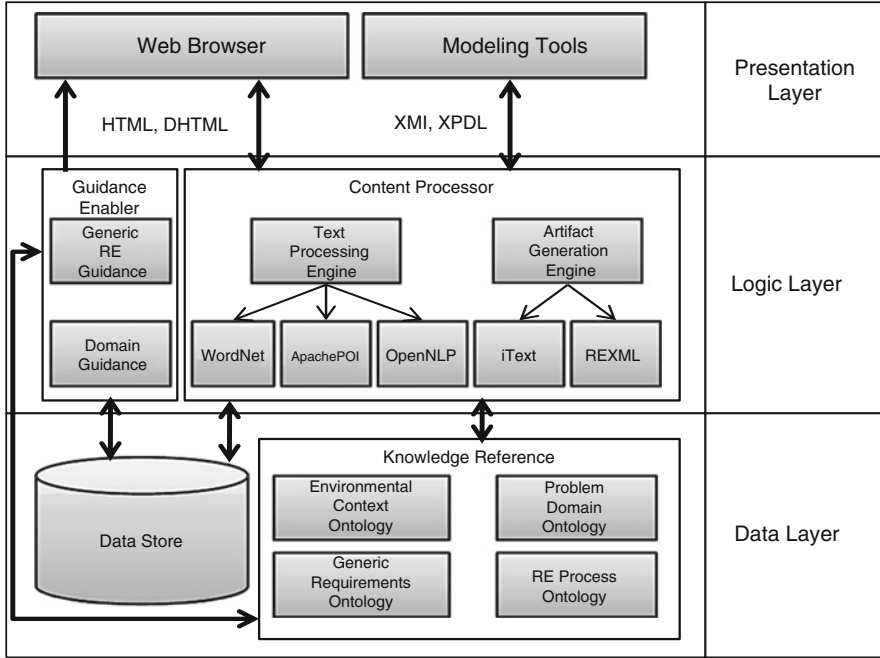 Web Browser
Modeling Tools
Presentation
Layer
HTML, DHTML
XMI, XPDL
Guidance
Enabler
Generic
RE
Guidance
Domain
Guidance
Content Processor
Text
Processing
Engine
Artifact
Generation
Engine
WordNet
ApachePOI
OpenNLP
iText
REXML
Logic Layer
Data Store
Knowledge Reference
Environmental
Context
Ontology
Problem
Domain
Ontology
Generic
Requirements
Ontology
RE Process
Ontology
Data Layer